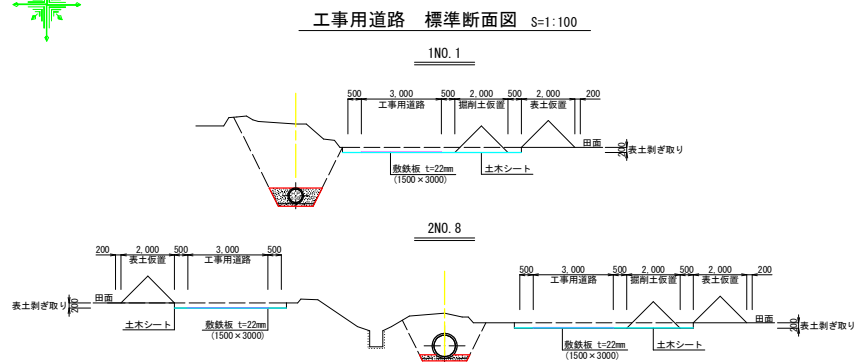 工事用道路 標準断面図 S=1:100
1NO.1
500 3,000 500 2,000 500 2,000 200
工事用道路 掘削土仮置 表土仮置
田面
200
表土剝ぎ取り
敷鉄板 t=22mm
(1500×3000)
土木シート
2NO.8
200 2,000 500 3,000 500
表土仮置 工事用道路
田面
表土剝ぎ取り
200
土木シート
敷鉄板 t=22mm
(1500×3000)
500 3,000 500 2,000 500 2,000 200
工事用道路 掘削土仮置 表土仮置
田面
200
表土剝ぎ取り
敷鉄板 t=22mm
(1500×3000)
土木シート